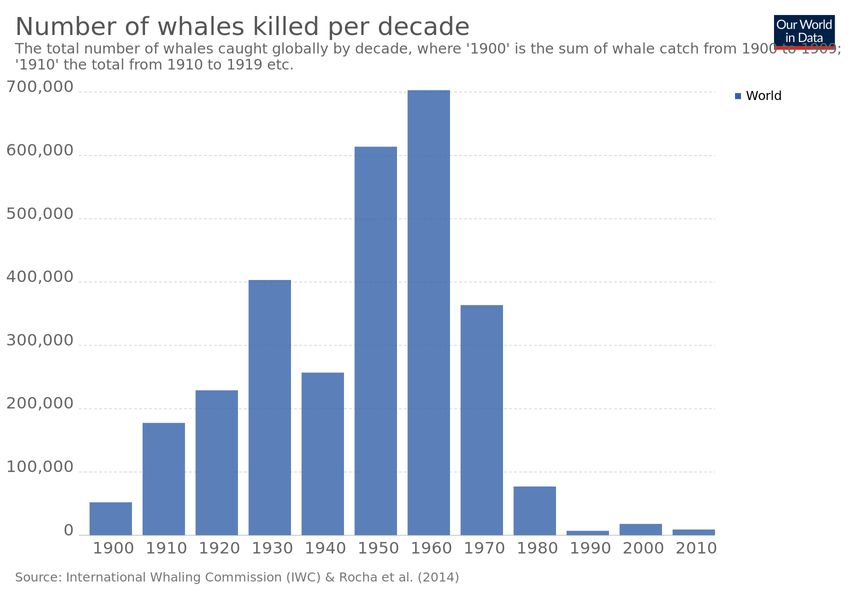 Number of whales killed per decade
Our World
in Data
The total number of whales caught globally by decade, where '1900' is the sum of whale catch from 1900 to 1909;
'1910' the total from 1910 to 1919 etc.
World
700,000
600,000
500,000
400,000
300,000
200,000
100,000
0
1900 1910 1920 1930 1940 1950 1960 1970 1980 1990 2000 2010
Source: International Whaling Commission (IWC) & Rocha et al. (2014)